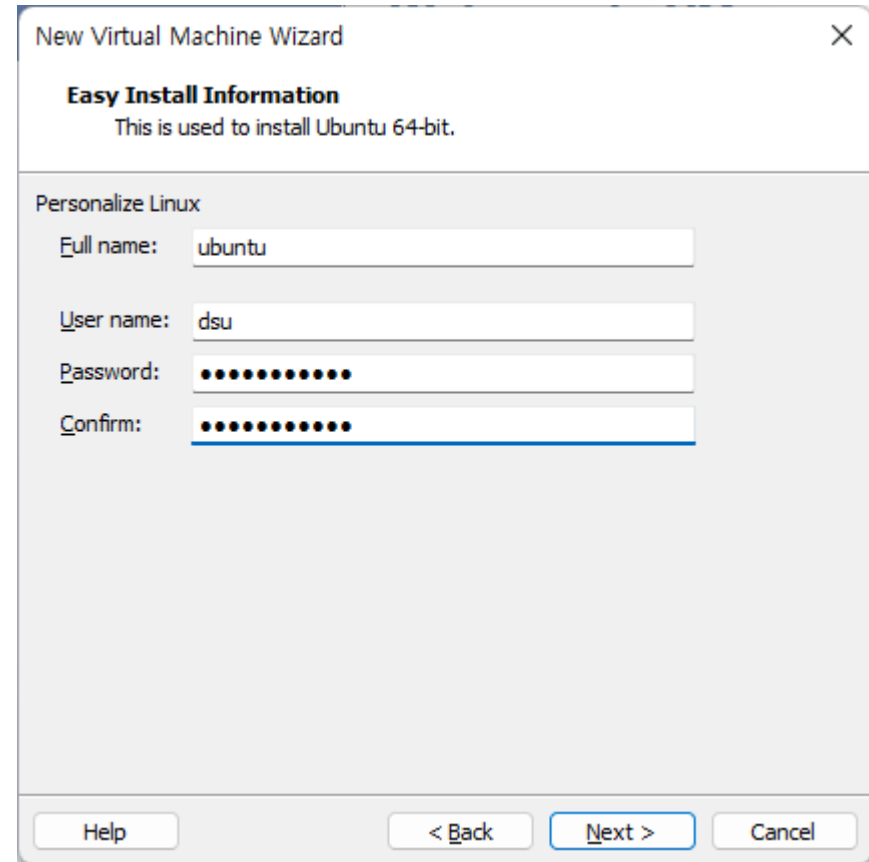 New Virtual Machine Wizard
Easy Install Information
This is used to install Ubuntu 64-bit.
Personalize Linux
Full name: ubuntu
User name: dsu
Password: ●●●●●●●●●●●
Confirm: ●●●●●●●●●●●
Help < Back Next > Cancel